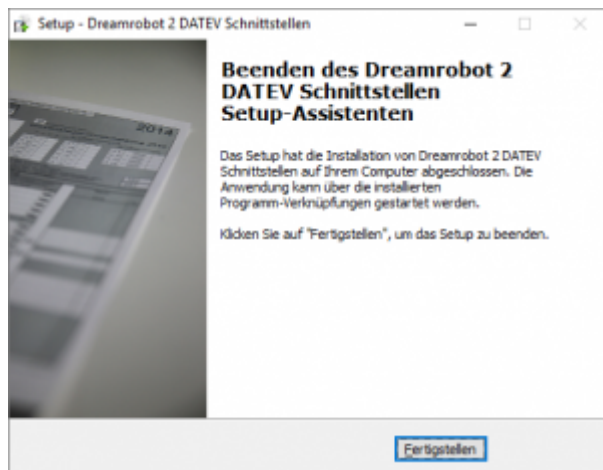 Setup - Dreamrobot 2 DATEV Schnittstellen
Beenden des Dreamrobot 2
DATEV Schnittstellen
Setup-Assistenten
2014
Das Setup hat die Installation von Dreamrobot 2 DATEV
Schnittstellen auf Ihrem Computer abgeschlossen. Die
Anwendung kann über die installierten
Programm-Verknüpfungen gestartet werden.
Klicken Sie auf "Fertigstellen", um das Setup zu beenden.
Fertigstellen